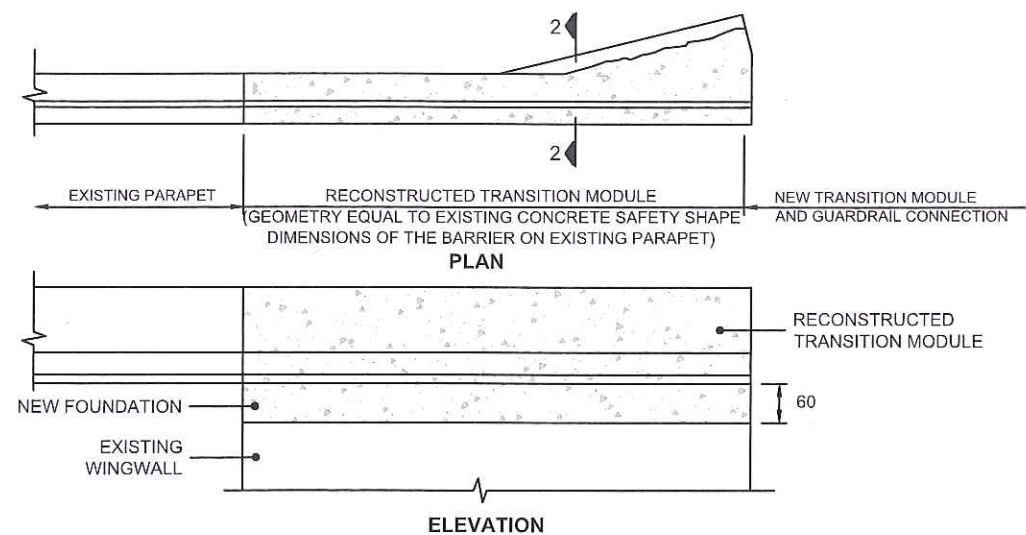 2
2
EXISTING PARAPET
RECONSTRUCTED TRANSITION MODULE
(GEOMETRY EQUAL TO EXISTING CONCRETE SAFETY SHAPE
DIMENSIONS OF THE BARRIER ON EXISTING PARAPET)
NEW TRANSITION MODULE
AND GUARDRAIL CONNECTION
PLAN
RECONSTRUCTED
TRANSITION MODULE
NEW FOUNDATION
60
EXISTING
WINGWALL
ELEVATION